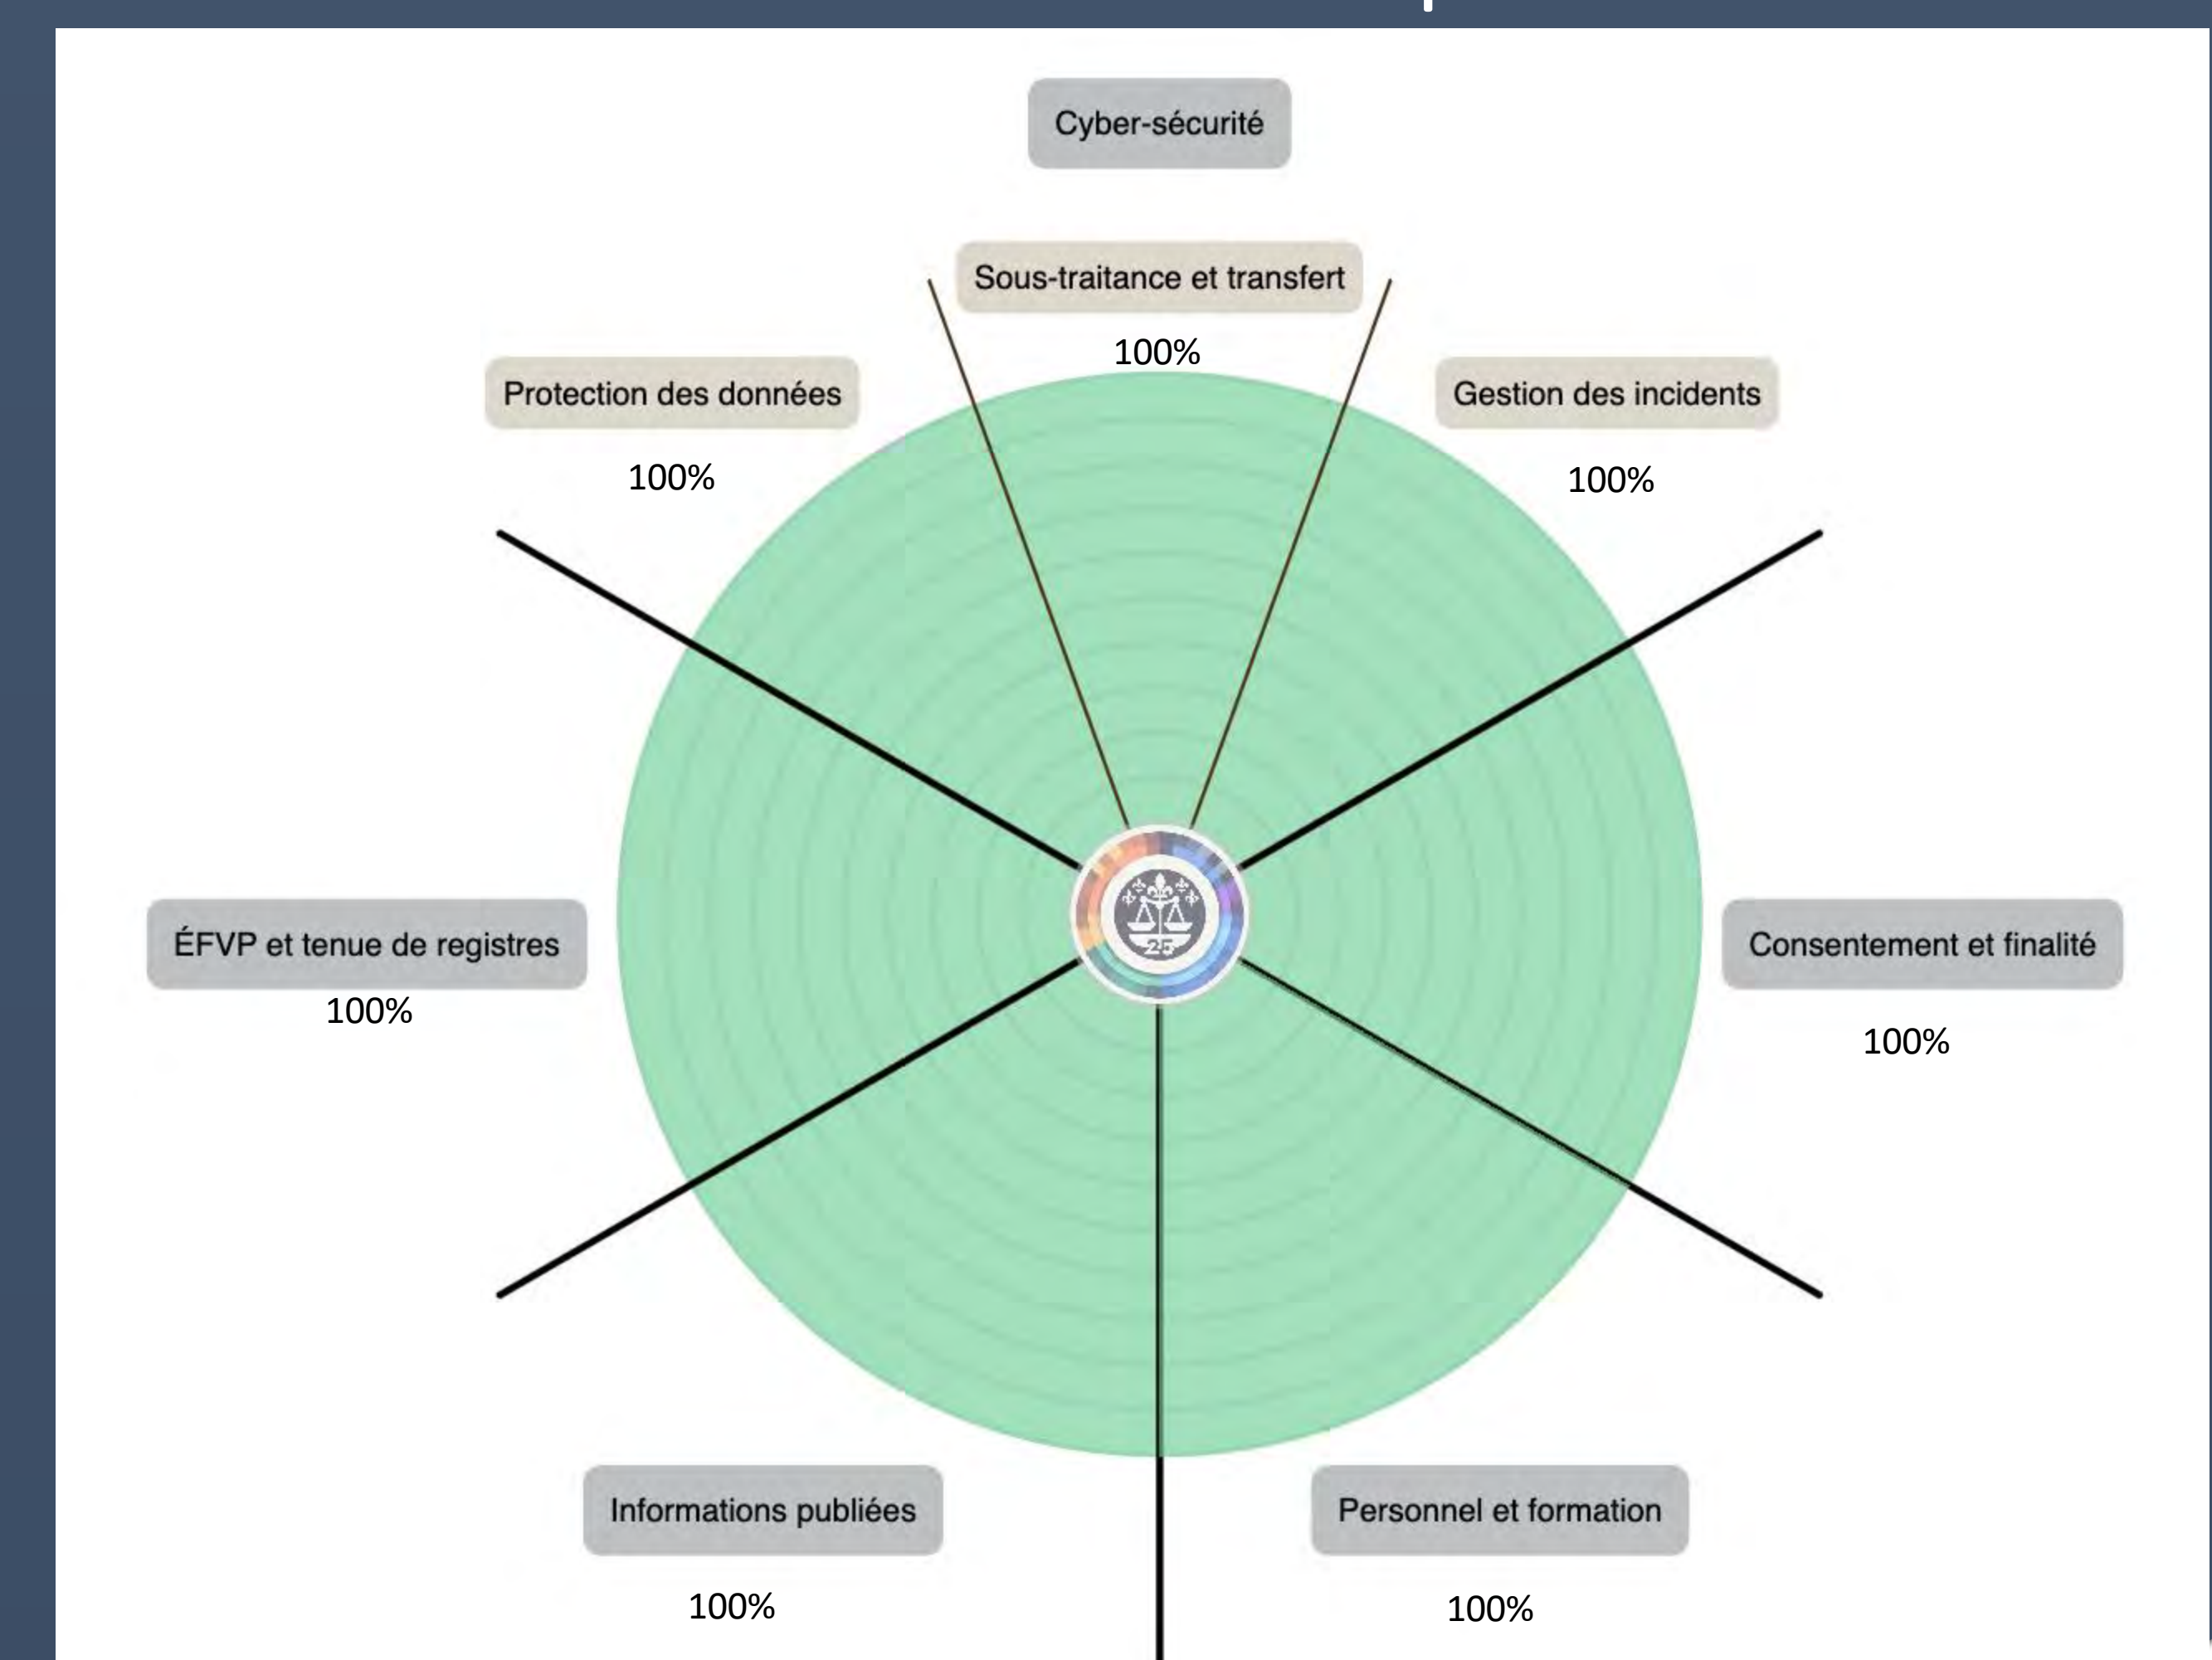 Cyber-sécurité
Sous-traitance et transfert
100%
Protection des données
100%
Gestion des incidents
100%
ÉFVP et tenue de registres
100%
25
Consentement et finalité
100%
Informations publiées
100%
Personnel et formation
100%